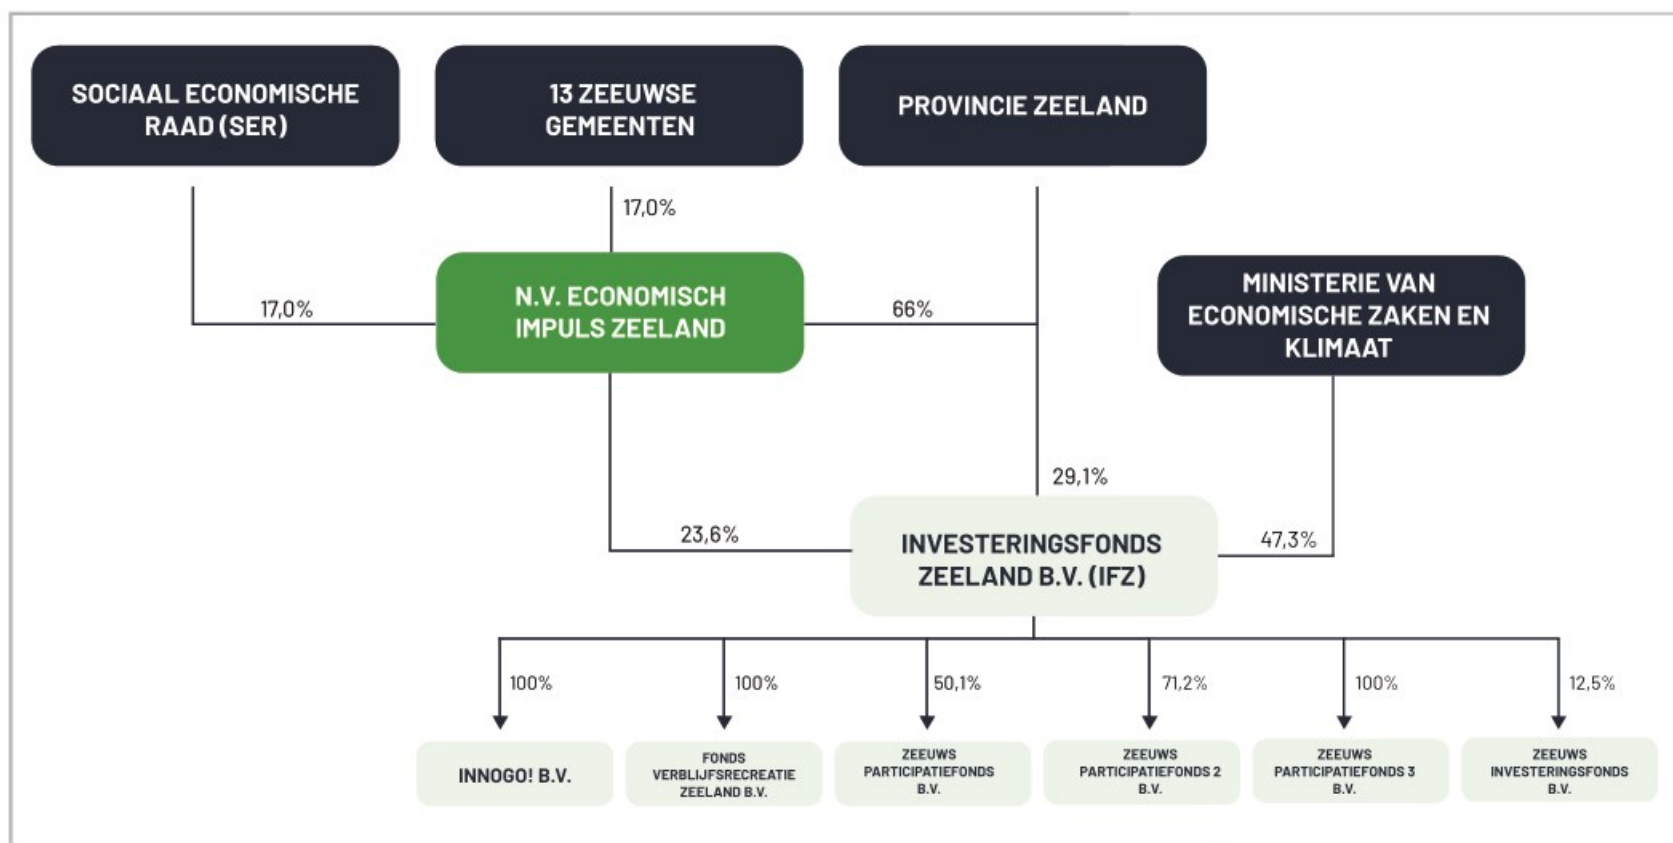 SOCIAAL ECONOMISCHE
RAAD (SER)
13 ZEEUWSE
GEMEENTEN
PROVINCIE ZEELAND
17,0%
N.V. ECONOMISCH
IMPULS ZEELAND
17,0%
66%
MINISTERIE VAN
ECONOMISCHE ZAKEN EN
KLIMAAT
29,1%
23,6%
47,3%
INVESTERINGSFONDS
ZEELAND B.V. (IFZ)
100%
100%
50,1%
71,2%
100%
12,5%
INNOGO! B.V.
FONDS
VERBLIJFSRECREATIE
ZEELAND B.V.
ZEEUWS
PARTICIPATIEFONDS
B.V.
ZEEUWS
PARTICIPATIEFONDS 2
B.V.
ZEEUWS
PARTICIPATIEFONDS 3
B.V.
ZEEUWS
INVESTERINGSFONDS
B.V.